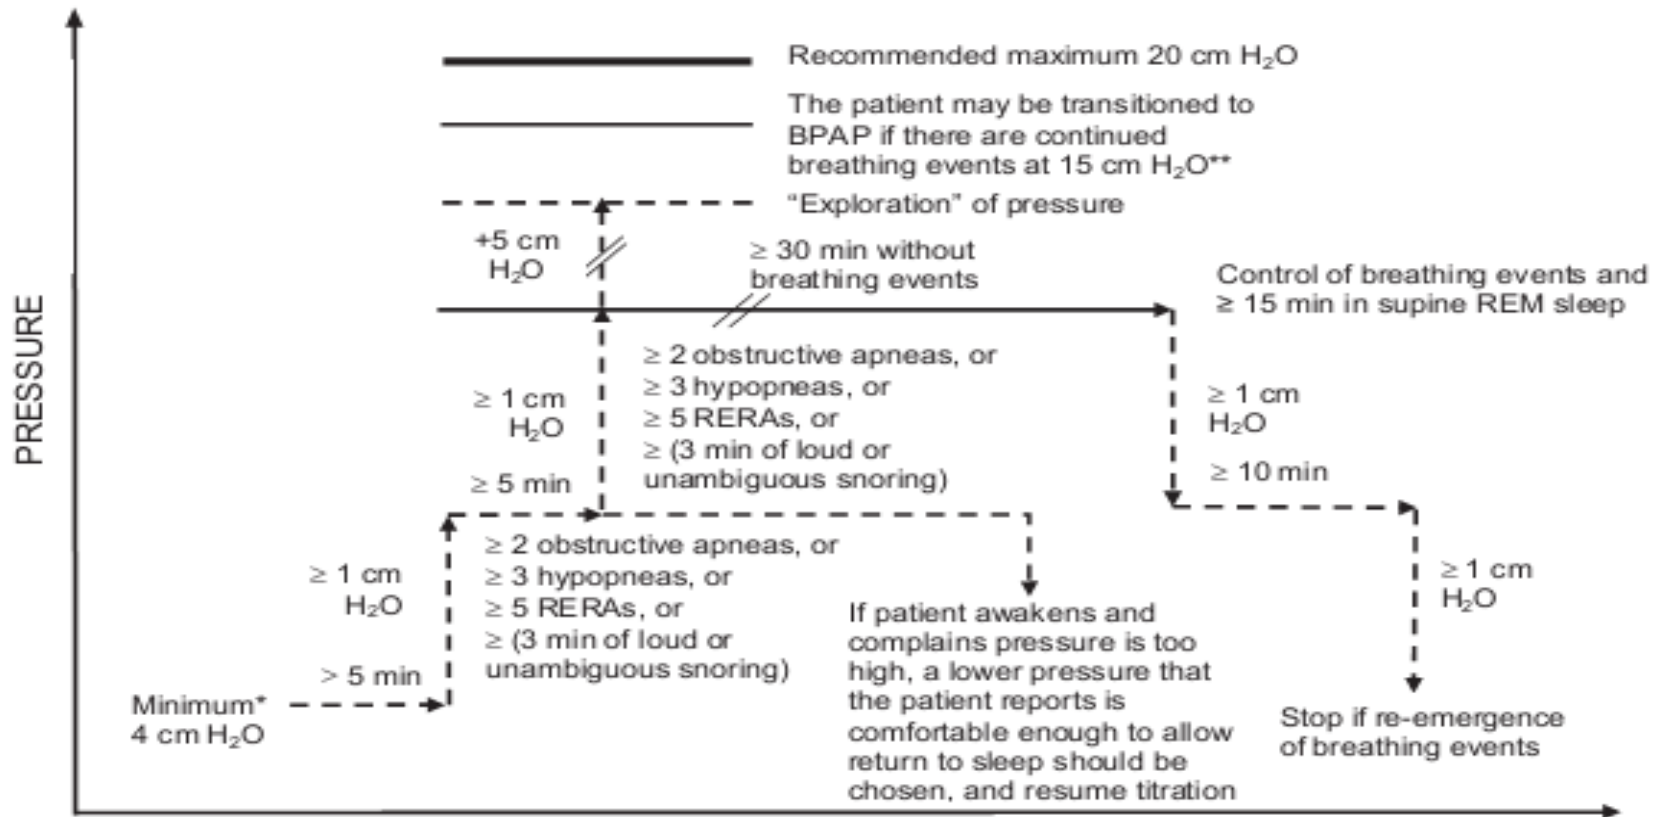 Recommended maximum 20 cm H₂O
The patient may be transitioned to
BPAP if there are continued
breathing events at 15 cm H₂O**
“Exploration” of pressure
+5 cm
H₂O
≥ 30 min without
breathing events
Control of breathing events and
≥ 15 min in supine REM sleep
PRESSURE
≥ 1 cm
H₂O
≥ 2 obstructive apneas, or
≥ 3 hypopneas, or
≥ 5 RERAs, or
≥ (3 min of loud or
unambiguous snoring)
≥ 1 cm
H₂O
≥ 10 min
≥ 5 min
≥ 1 cm
H₂O
≥ 2 obstructive apneas, or
≥ 3 hypopneas, or
≥ 5 RERAs, or
≥ (3 min of loud or
unambiguous snoring)
≥ 1 cm
H₂O
> 5 min
Minimum*
4 cm H₂O
If patient awakens and
complains pressure is too
high, a lower pressure that
the patient reports is
comfortable enough to allow
return to sleep should be
chosen, and resume titration
Stop if re-emergence
of breathing events